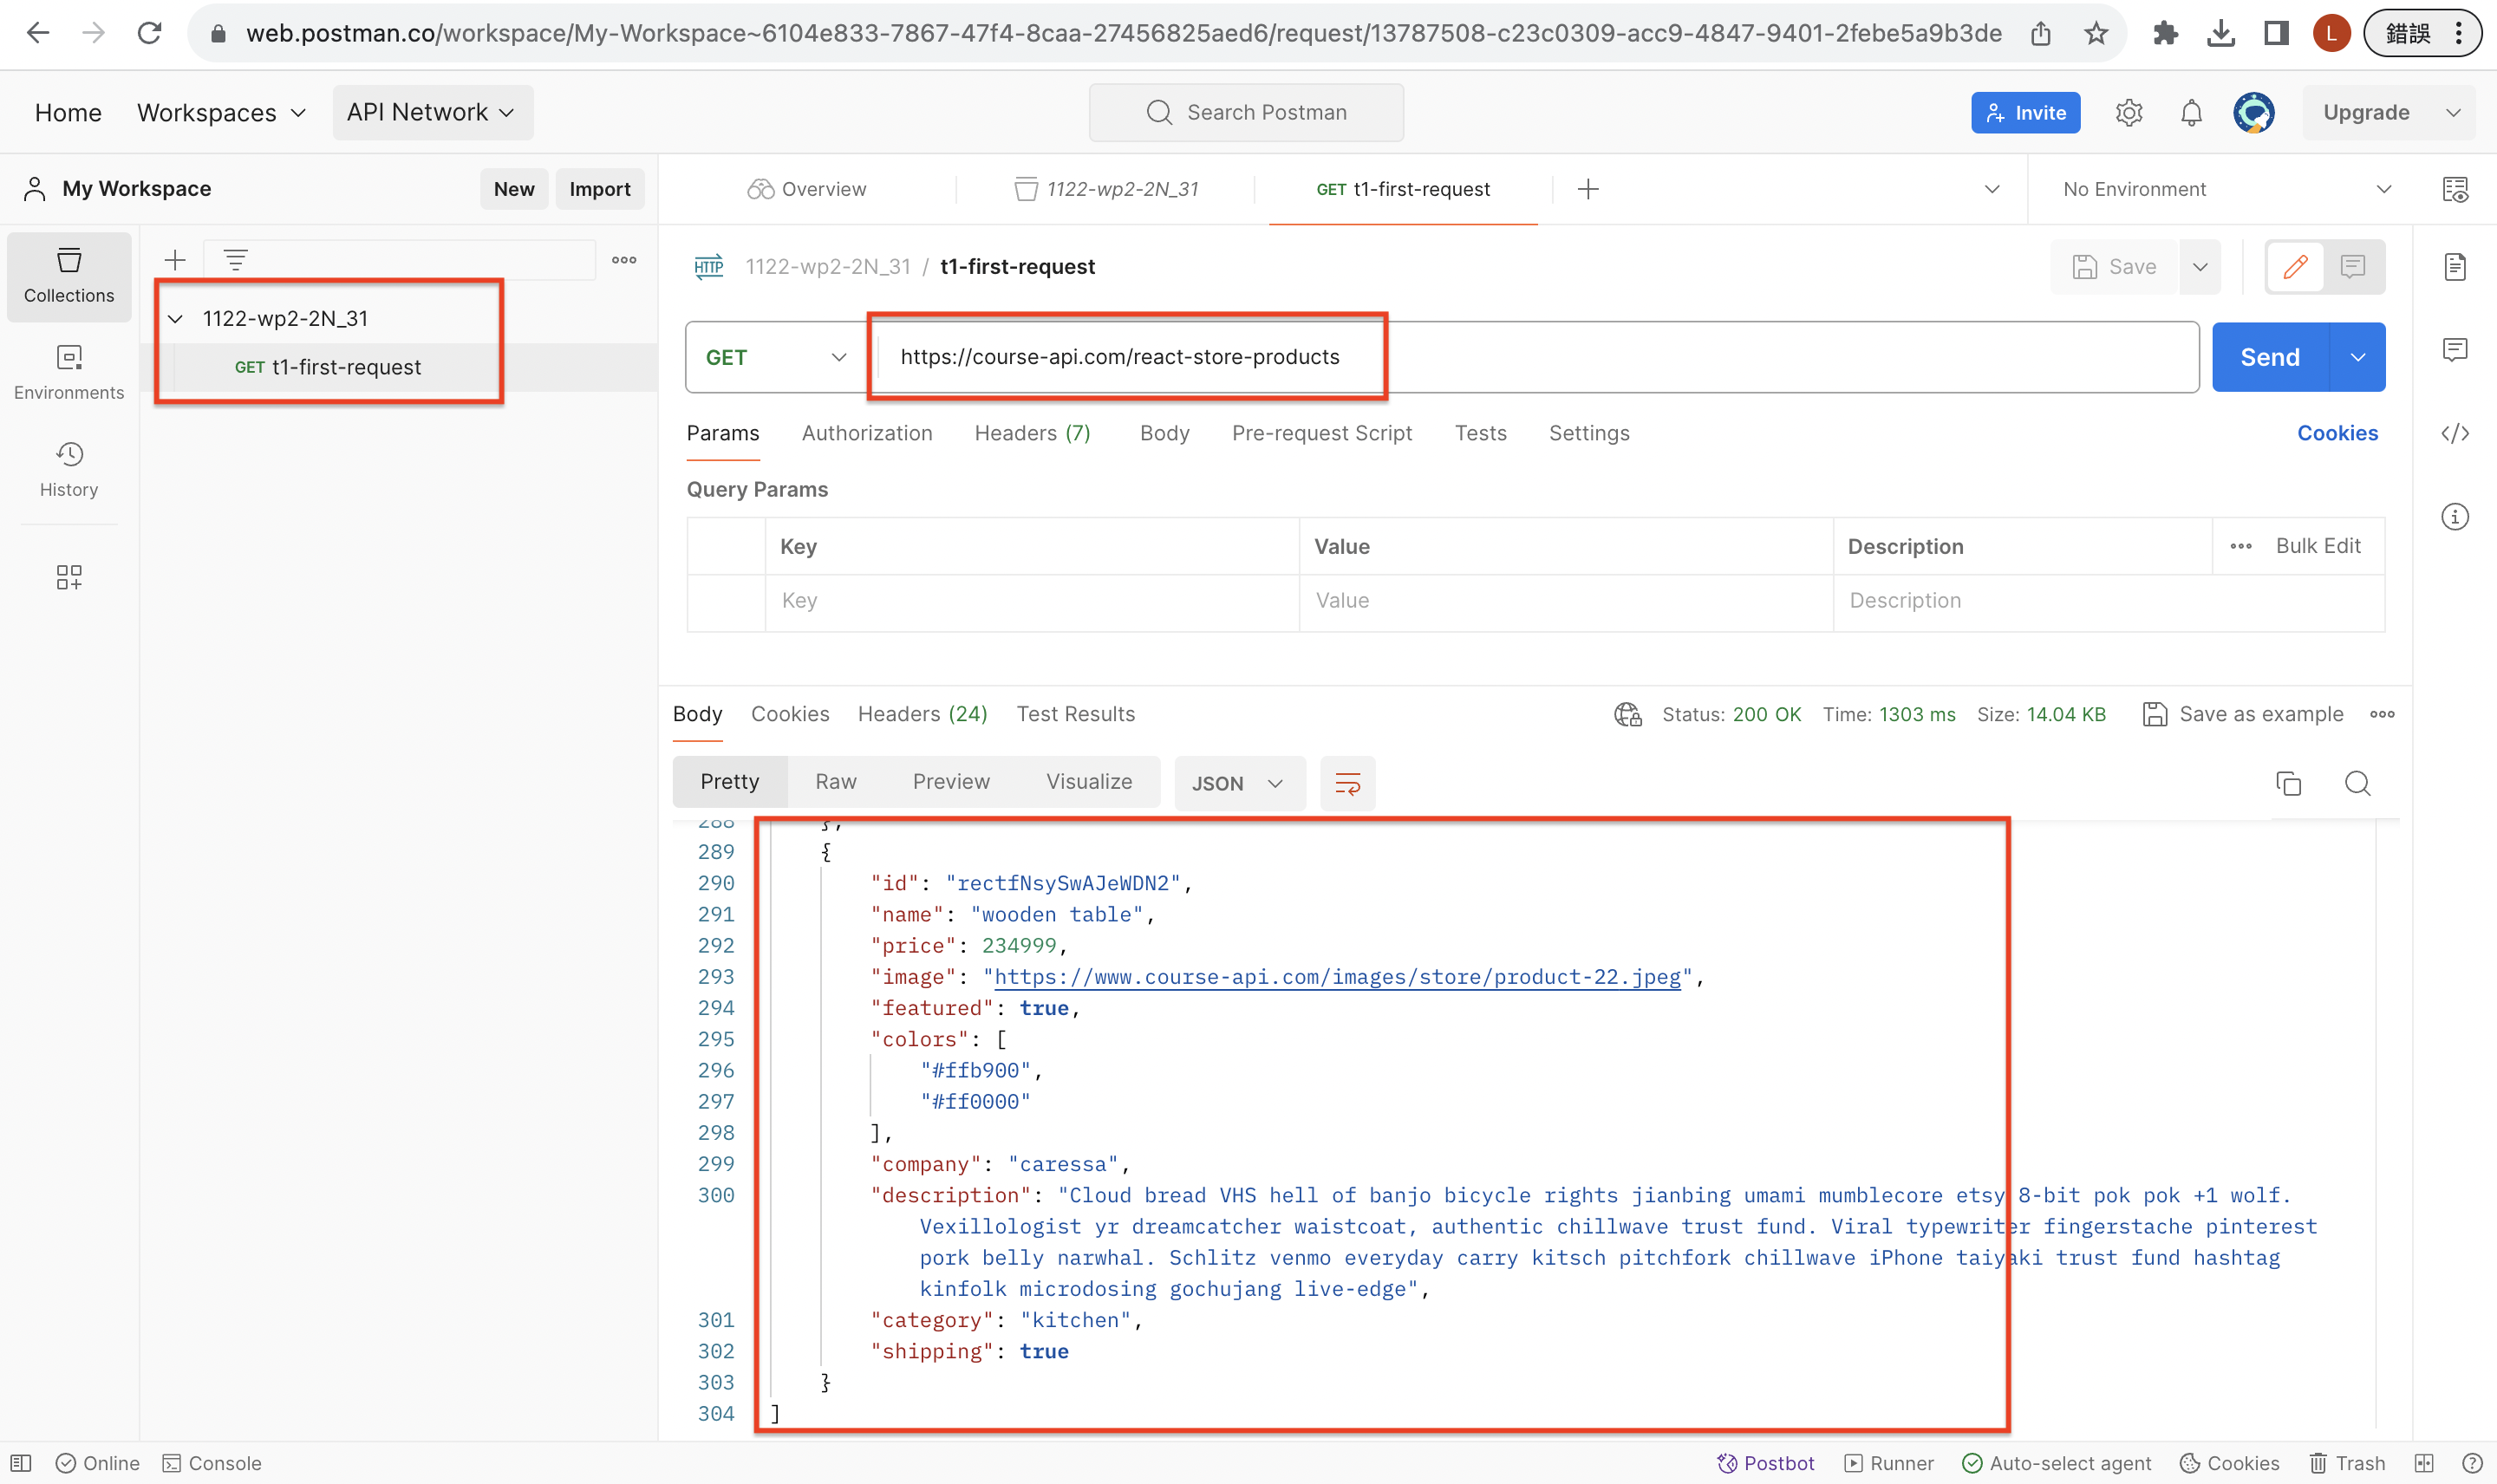 web.postman.co/workspace/My-Workspace~6104e833-7867-47f4-8caa-27456825aed6/request/13787508-c23c0309-acc9-4847-9401-2febe5a9b3de
L
錯誤
Home
Workspaces
API Network
Search Postman
Invite
Upgrade
My Workspace
New
Import
Overview
1122-wp2-2N_31
GET t1-first-request
No Environment
Collections
Environments
History
1122-wp2-2N_31
GET t1-first-request
HTTP
1122-wp2-2N_31 / t1-first-request
Save
GET
https://course-api.com/react-store-products
Send
Params
Authorization
Headers (7)
Body
Pre-request Script
Tests
Settings
Cookies
Query Params
Key
Value
Description
Bulk Edit
Key
Value
Description
Body
Cookies
Headers (24)
Test Results
Status: 200 OK
Time: 1303 ms
Size: 14.04 KB
Save as example
Pretty
Raw
Preview
Visualize
JSON
288 },
289 {
290 "id": "rectfNsySwAJeWDN2",
291 "name": "wooden table",
292 "price": 234999,
293 "image": "https://www.course-api.com/images/store/product-22.jpeg",
294 "featured": true,
295 "colors": [
296 "#ffb900",
297 "#ff0000"
298 ],
299 "company": "caressa",
300 "description": "Cloud bread VHS hell of banjo bicycle rights jianbing umami mumblecore etsy 8-bit pok pok +1 wolf.
Vexillologist yr dreamcatcher waistcoat, authentic chillwave trust fund. Viral typewriter fingerstache pinterest
pork belly narwhal. Schlitz venmo everyday carry kitsch pitchfork chillwave iPhone taiyaki trust fund hashtag
kinfolk microdosing gochujang live-edge",
301 "category": "kitchen",
302 "shipping": true
303 }
304 ]
Online
Console
Postbot
Runner
Auto-select agent
Cookies
Trash